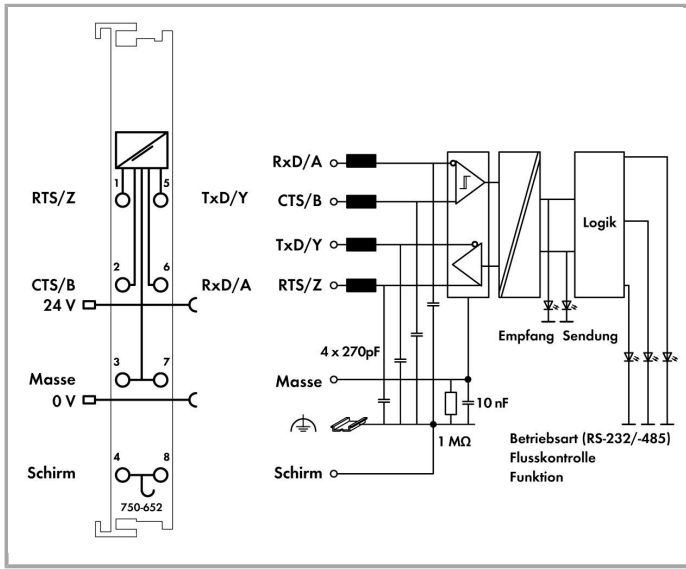 1 5
RTS/Z TxD/Y
2 6
CTS/B RxD/A
24 V
3 7
Masse
0 V
4 8
Schirm
750-652
RxD/A
CTS/B
TxD/Y
RTS/Z
Logik
Empfang Sendung
4 x 270pF
Masse
10 nF
1 MΩ
Schirm
Betriebsart (RS-232/-485)
Flusskontrolle
Funktion